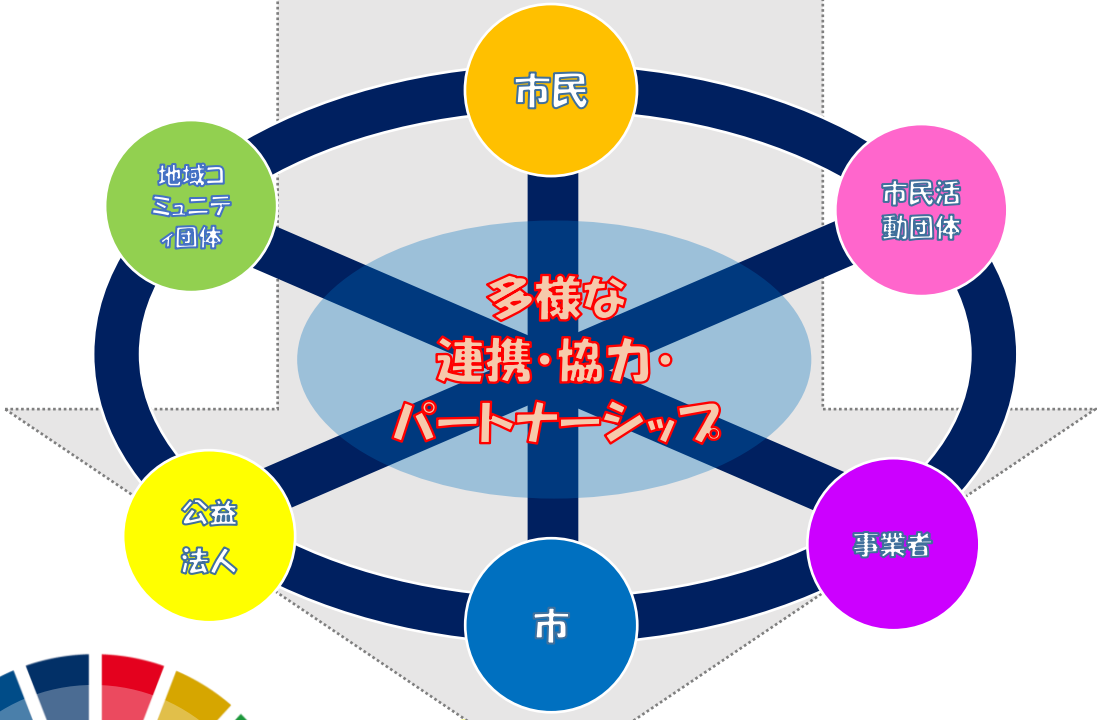 市民
地域コ
ミュニテ
ィ団体
市民活
動団体
多様な
連携・協力・
パートナーシップ
公益
法人
事業者
市